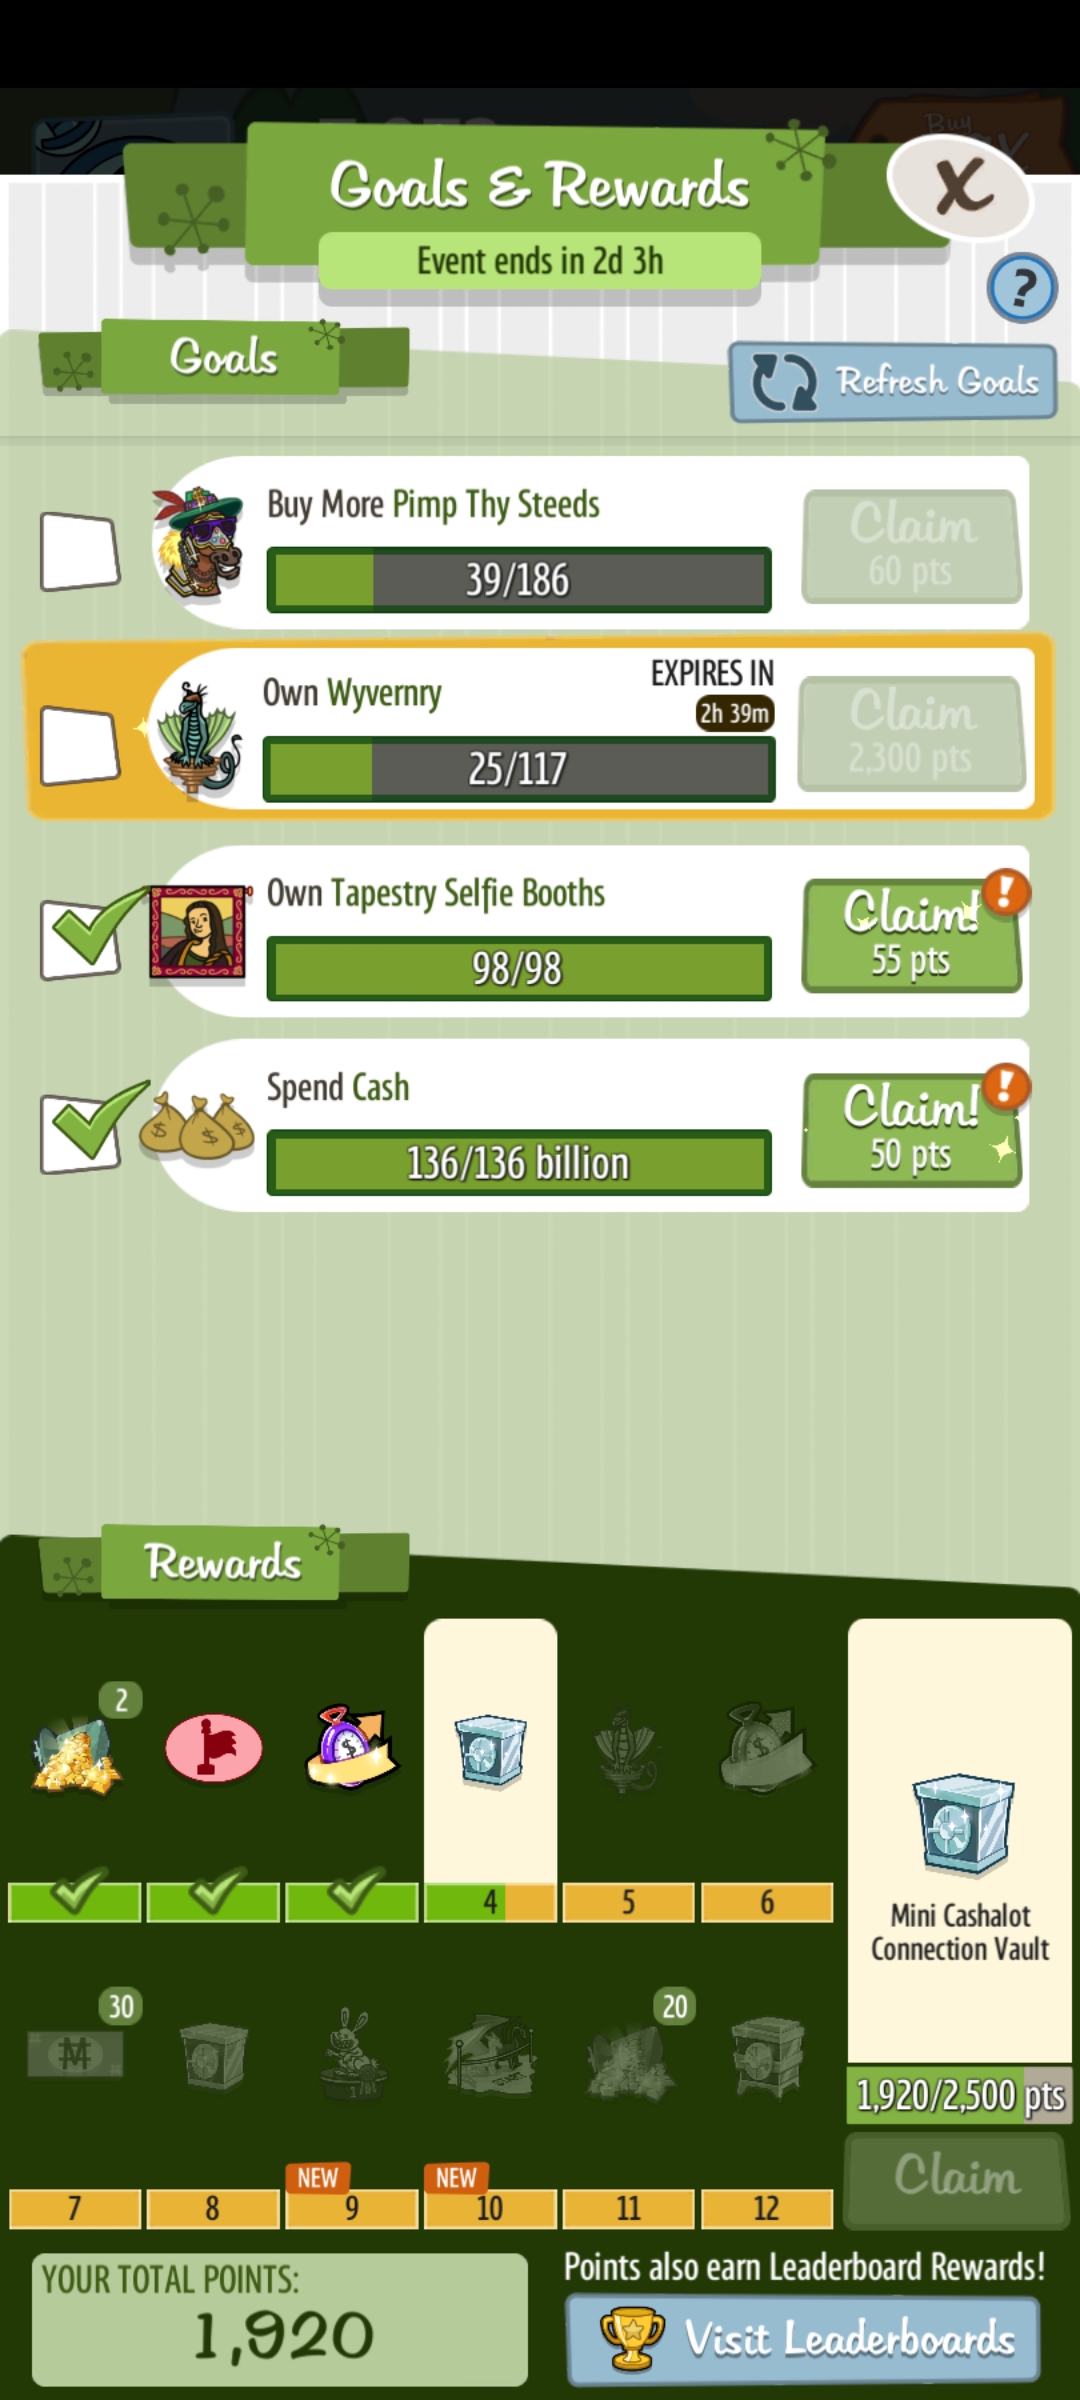 Buy
Goals & Rewards
X
Event ends in 2d 3h
?
Goals
Refresh Goals
Buy More Pimp Thy Steeds
39/186
Claim
60 pts
Own Wyvernry
EXPIRES IN
2h 39m
25/117
Claim
2,300 pts
Own Tapestry Selfie Booths
98/98
Claim!
55 pts
!
Spend Cash
136/136 billion
Claim!
50 pts
!
Rewards
2
4
5
6
Mini Cashalot
Connection Vault
30
20
1,920/2,500 pts
NEW
NEW
7
8
9
10
11
12
Claim
YOUR TOTAL POINTS:
1,920
Points also earn Leaderboard Rewards!
Visit Leaderboards